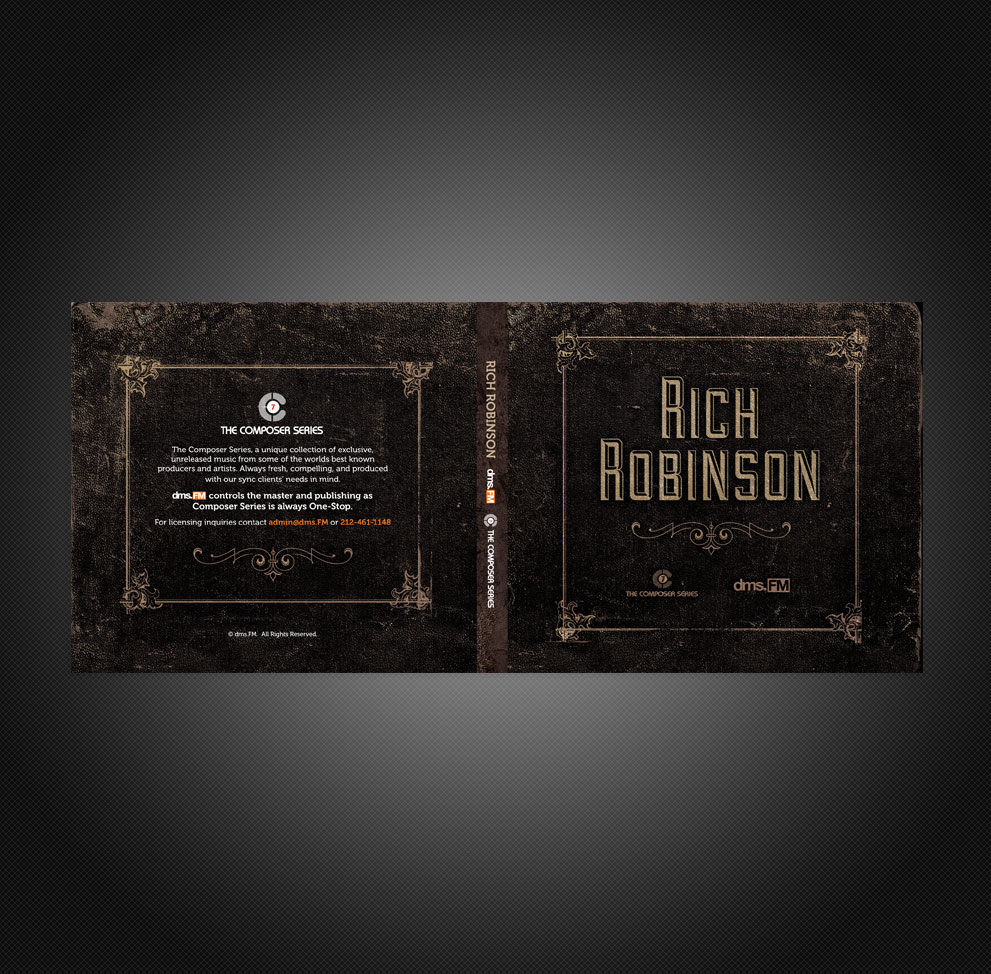 7
THE COMPOSER SERIES
The Composer Series, a unique collection of exclusive,
unreleased music from some of the worlds best known
producers and artists. Always fresh, compelling, and produced
with our sync clients' needs in mind.
dms.FM controls the master and publishing as
Composer Series is always One-Stop.
For licensing inquiries contact admin@dms.FM or 212-461-1148
© dms.FM. All Rights Reserved.
RICH ROBINSON
dms.FM
THE COMPOSER SERIES
RICH
ROBINSON
7
THE COMPOSER SERIES
dms.FM